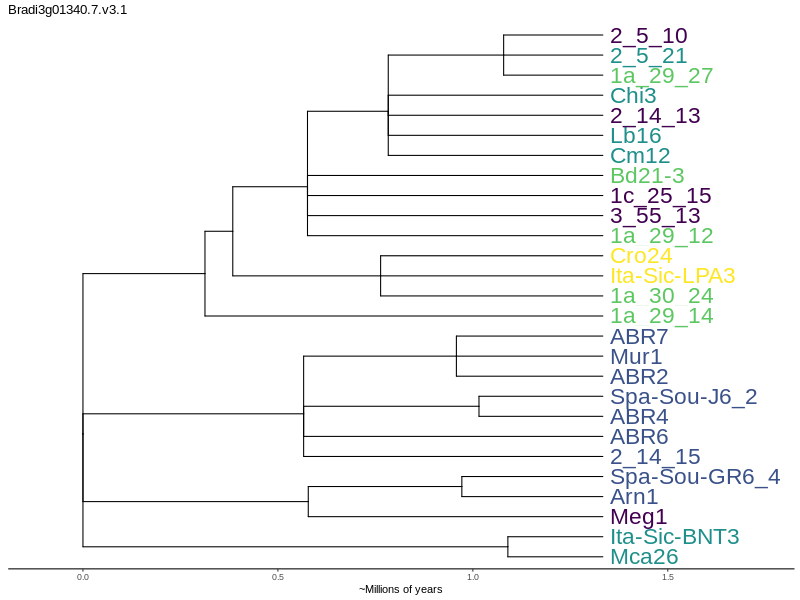 Bradi3g01340.7.v3.1
2_5_10
2_5_21
1a_29_27
Chi3
2_14_13
Lb16
Cm12
Bd21-3
1c_25_15
3_55_13
1a_29_12
Cro24
Ita-Sic-LPA3
1a_30_24
1a_29_14
ABR7
Mur1
ABR2
Spa-Sou-J6_2
ABR4
ABR6
2_14_15
Spa-Sou-GR6_4
Arn1
Meg1
Ita-Sic-BNT3
Mca26
0.0 0.5 1.0 1.5
~Millions of years